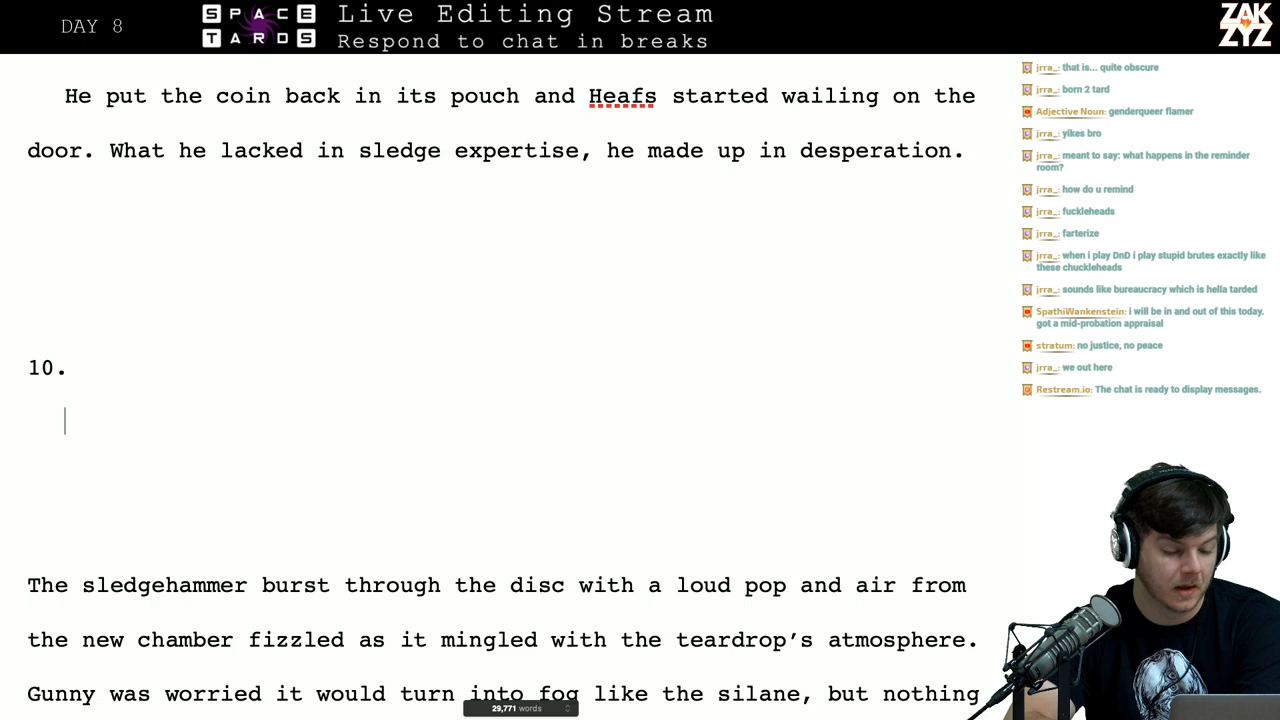 DAY 8
SPACE
TARDS
Live Editing Stream
Respond to chat in breaks
ZAK
ZYZ
He put the coin back in its pouch and Heafs started wailing on the
door. What he lacked in sledge expertise, he made up in desperation.
10.
The sledgehammer burst through the disc with a loud pop and air from
the new chamber fizzled as it mingled with the teardrop’s atmosphere.
Gunny was worried it would turn into fog like the silane, but nothing
29,771 words
jrra_: that is... quite obscure
jrra_: born 2 tard
Adjective Noun: genderqueer flamer
jrra_: yikes bro
jrra_: meant to say: what happens in the reminder
room?
jrra_: how do u remind
jrra_: fuckleheads
jrra_: farterize
jrra_: when i play DnD i play stupid brutes exactly like
these chuckleheads
jrra_: sounds like bureaucracy which is hella tarded
SpathiWankenstein: i will be in and out of this today.
got a mid-probation appraisal
stratum: no justice, no peace
jrra_: we out here
Restream.io: The chat is ready to display messages.